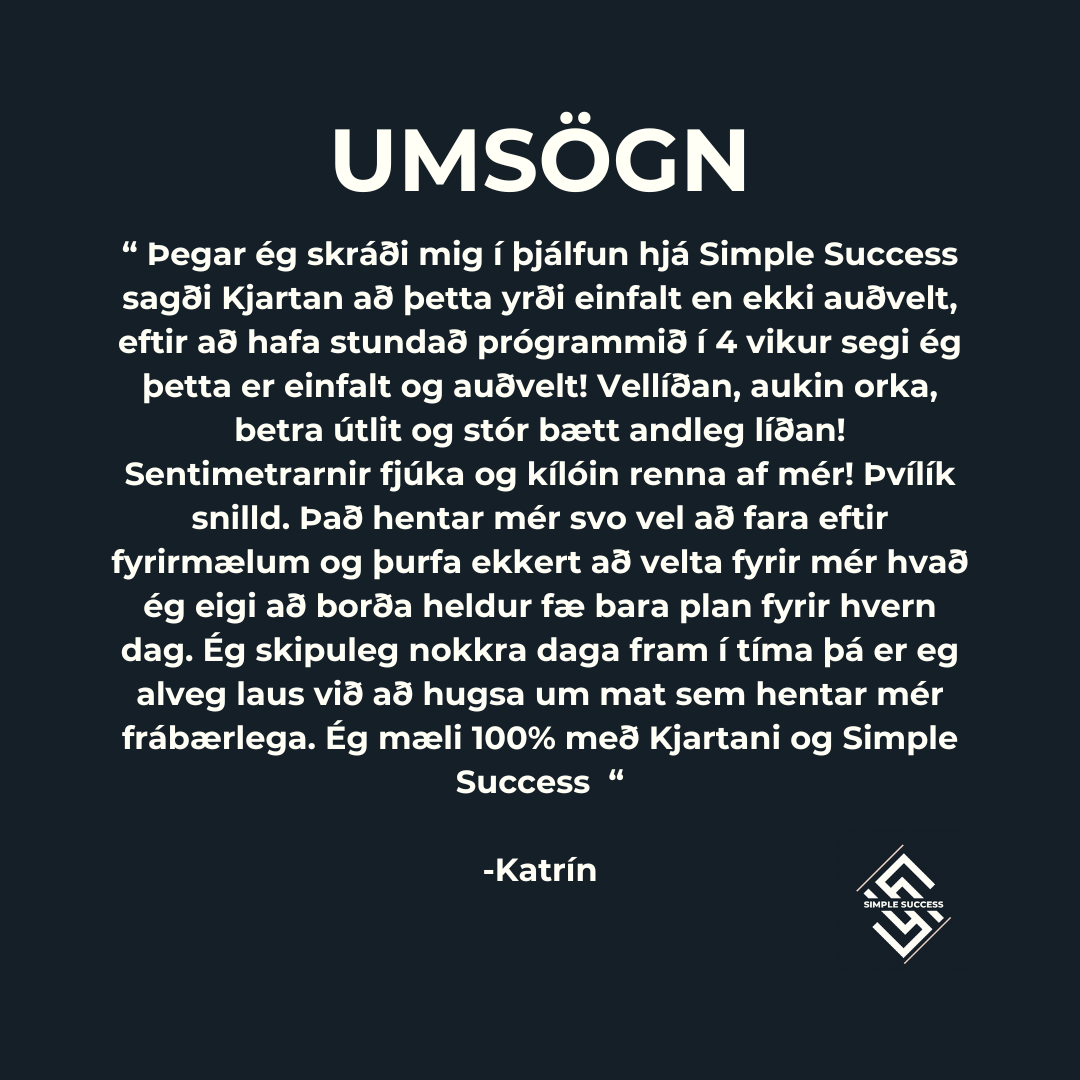 UMSÖGN
“ Þegar ég skráði mig í þjálfun hjá Simple Success
sagði Kjartan að þetta yrði einfalt en ekki auðvelt,
eftir að hafa stundað prógrammið í 4 vikur segi ég
þetta er einfalt og auðvelt! Vellíðan, aukin orka,
betra útlit og stór bætt andleg líðan!
Sentimetrarnir fjúka og kílóin renna af mér! Þvílík
snilld. Það hentar mér svo vel að fara eftir
fyrirmælum og þurfa ekkert að velta fyrir mér hvað
ég eigi að borða heldur fæ bara plan fyrir hvern
dag. Ég skipuleg nokkra daga fram í tíma þá er eg
alveg laus við að hugsa um mat sem hentar mér
frábærlega. Ég mæli 100% með Kjartani og Simple
Success “
-Katrín
SIMPLE SUCCESS